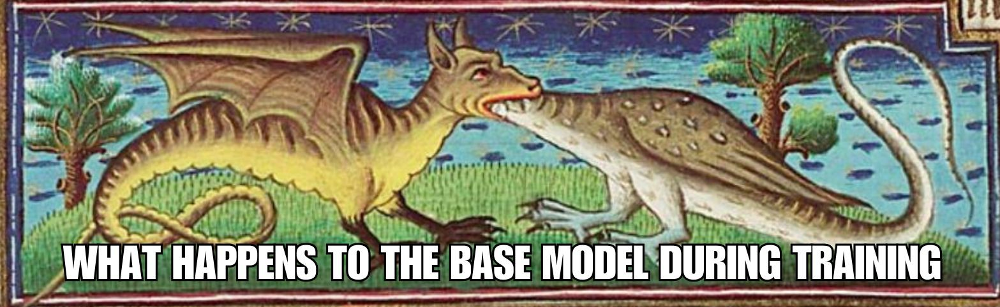 WHAT HAPPENS TO THE BASE MODEL DURING TRAINING